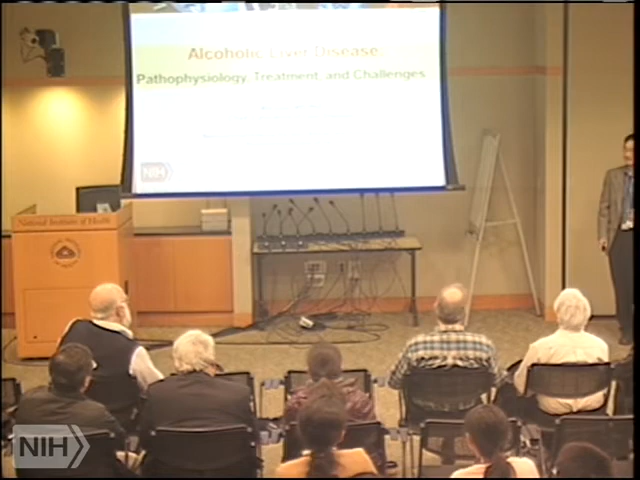 Alcoholic Liver Disease
Pathophysiology, Treatment, and Challenges
NIH
National Institutes of Health
NIH